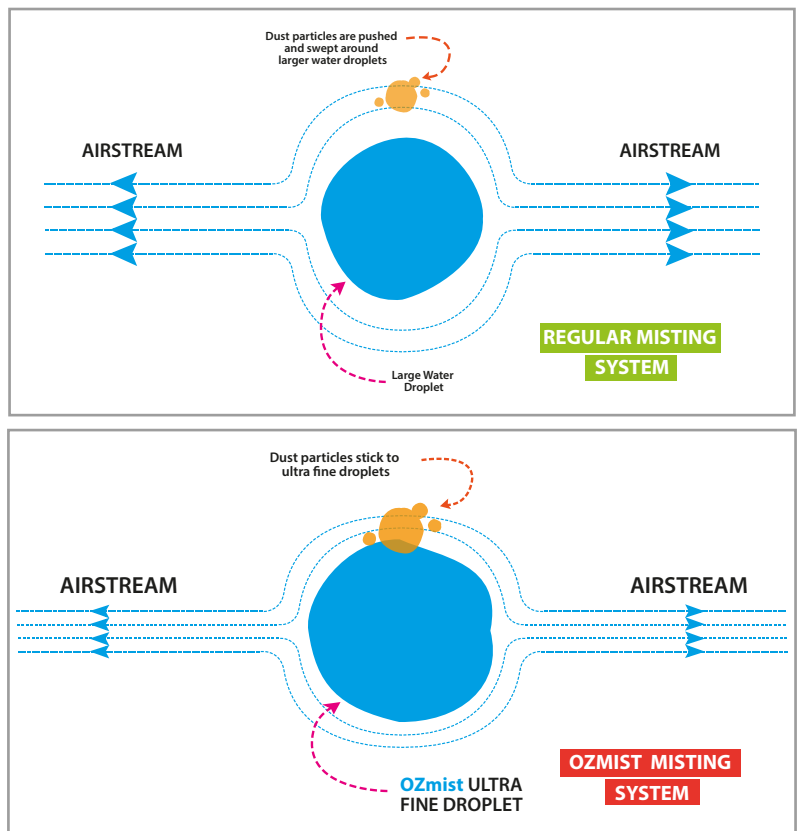 Dust particles are pushed
and swept around
larger water droplets
AIRSTREAM
AIRSTREAM
REGULAR MISTING
SYSTEM
Large Water
Droplet
Dust particles stick to
ultra fine droplets
AIRSTREAM
AIRSTREAM
OZMIST MISTING
SYSTEM
OZmist ULTRA
FINE DROPLET